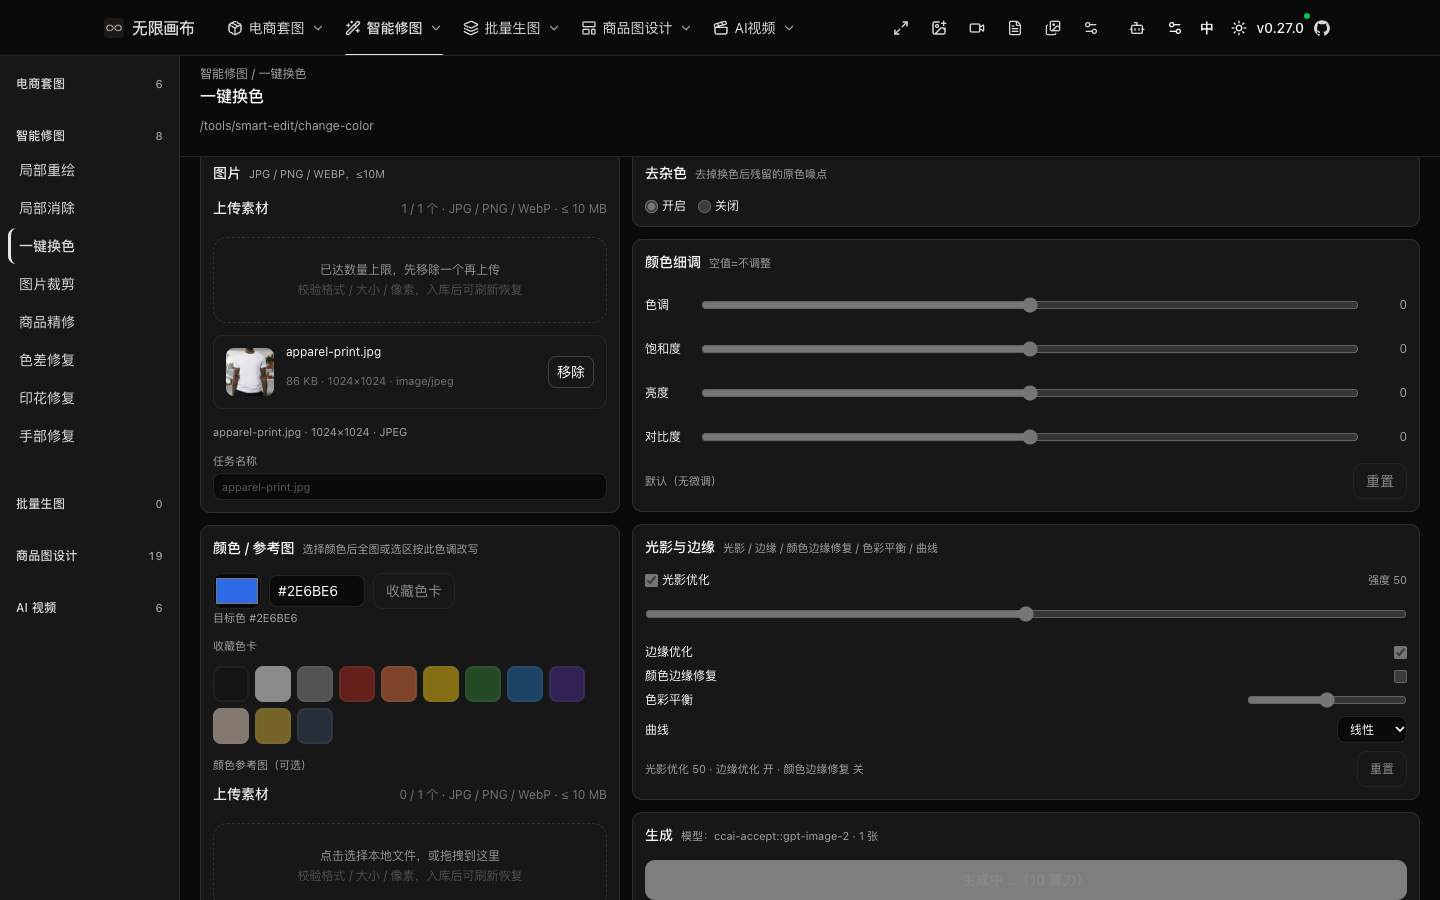 无限画布
电商套图
智能修图
批量生图
商品图设计
AI视频
中
v0.27.0
电商套图 6
智能修图 8
局部重绘
局部消除
一键换色
图片裁剪
商品精修
色差修复
印花修复
手部修复
批量生图 0
商品图设计 19
AI 视频 6
智能修图 / 一键换色
一键换色
/tools/smart-edit/change-color
图片 JPG / PNG / WEBP，≤10M
上传素材 1 / 1 个 · JPG / PNG / WebP · ≤ 10 MB
已达数量上限，先移除一个再上传
校验格式 / 大小 / 像素，入库后可刷新恢复
apparel-print.jpg
86 KB · 1024×1024 · image/jpeg
移除
apparel-print.jpg · 1024×1024 · JPEG
任务名称
apparel-print.jpg
颜色 / 参考图 选择颜色后全图或选区按此色调改写
#2E6BE6 收藏色卡
目标色 #2E6BE6
收藏色卡
颜色参考图（可选）
上传素材 0 / 1 个 · JPG / PNG / WebP · ≤ 10 MB
点击选择本地文件，或拖拽到这里
校验格式 / 大小 / 像素，入库后可刷新恢复
去杂色 去掉换色后残留的原色噪点
开启 关闭
颜色细调 空值=不调整
色调 0
饱和度 0
亮度 0
对比度 0
默认（无微调） 重置
光影与边缘 光影 / 边缘 / 颜色边缘修复 / 色彩平衡 / 曲线
光影优化 强度 50
边缘优化
颜色边缘修复
色彩平衡
曲线 线性
光影优化 50 · 边缘优化 开 · 颜色边缘修复 关 重置
生成 模型：ccai-accept::gpt-image-2 · 1 张
生成中…（10 算力）